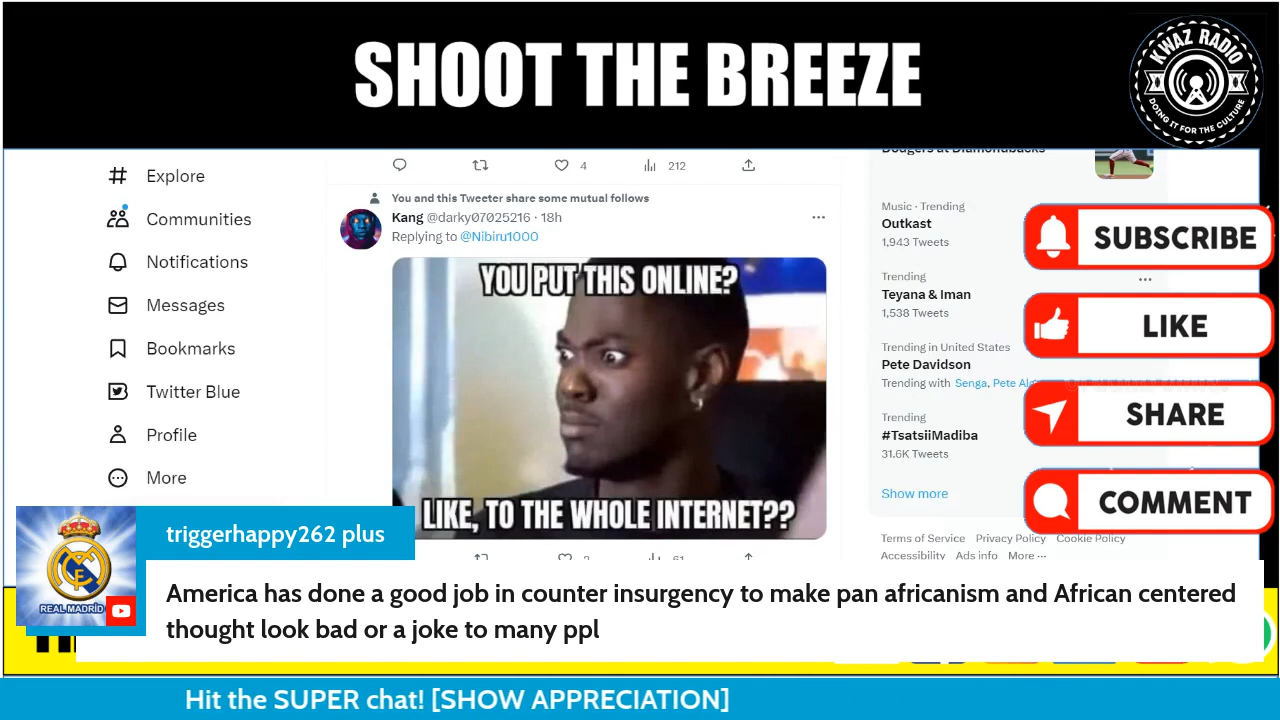 SHOOT THE BREEZE
KWAZ RADIO
DOING IT FOR THE CULTURE
Explore
Communities
Notifications
Messages
Bookmarks
Twitter Blue
Profile
More
4
212
You and this Tweeter share some mutual follows
Kang @darky07025216 · 18h
Replying to @Nibiru1000
YOU PUT THIS ONLINE?
LIKE, TO THE WHOLE INTERNET??
2
61
Dodgers at Diamondbacks
Music · Trending
Outkast
1,943 Tweets
Trending
Teyana & Iman
1,538 Tweets
Trending in United States
Pete Davidson
Trending with Senga, Pete
Trending
#TsatsiiMadiba
31.6K Tweets
Show more
Terms of Service Privacy Policy Cookie Policy
Accessibility Ads info More ···
SUBSCRIBE
LIKE
SHARE
COMMENT
triggerhappy262 plus
REAL MADRID
America has done a good job in counter insurgency to make pan africanism and African centered
thought look bad or a joke to many ppl
Hit the SUPER chat! [SHOW APPRECIATION]